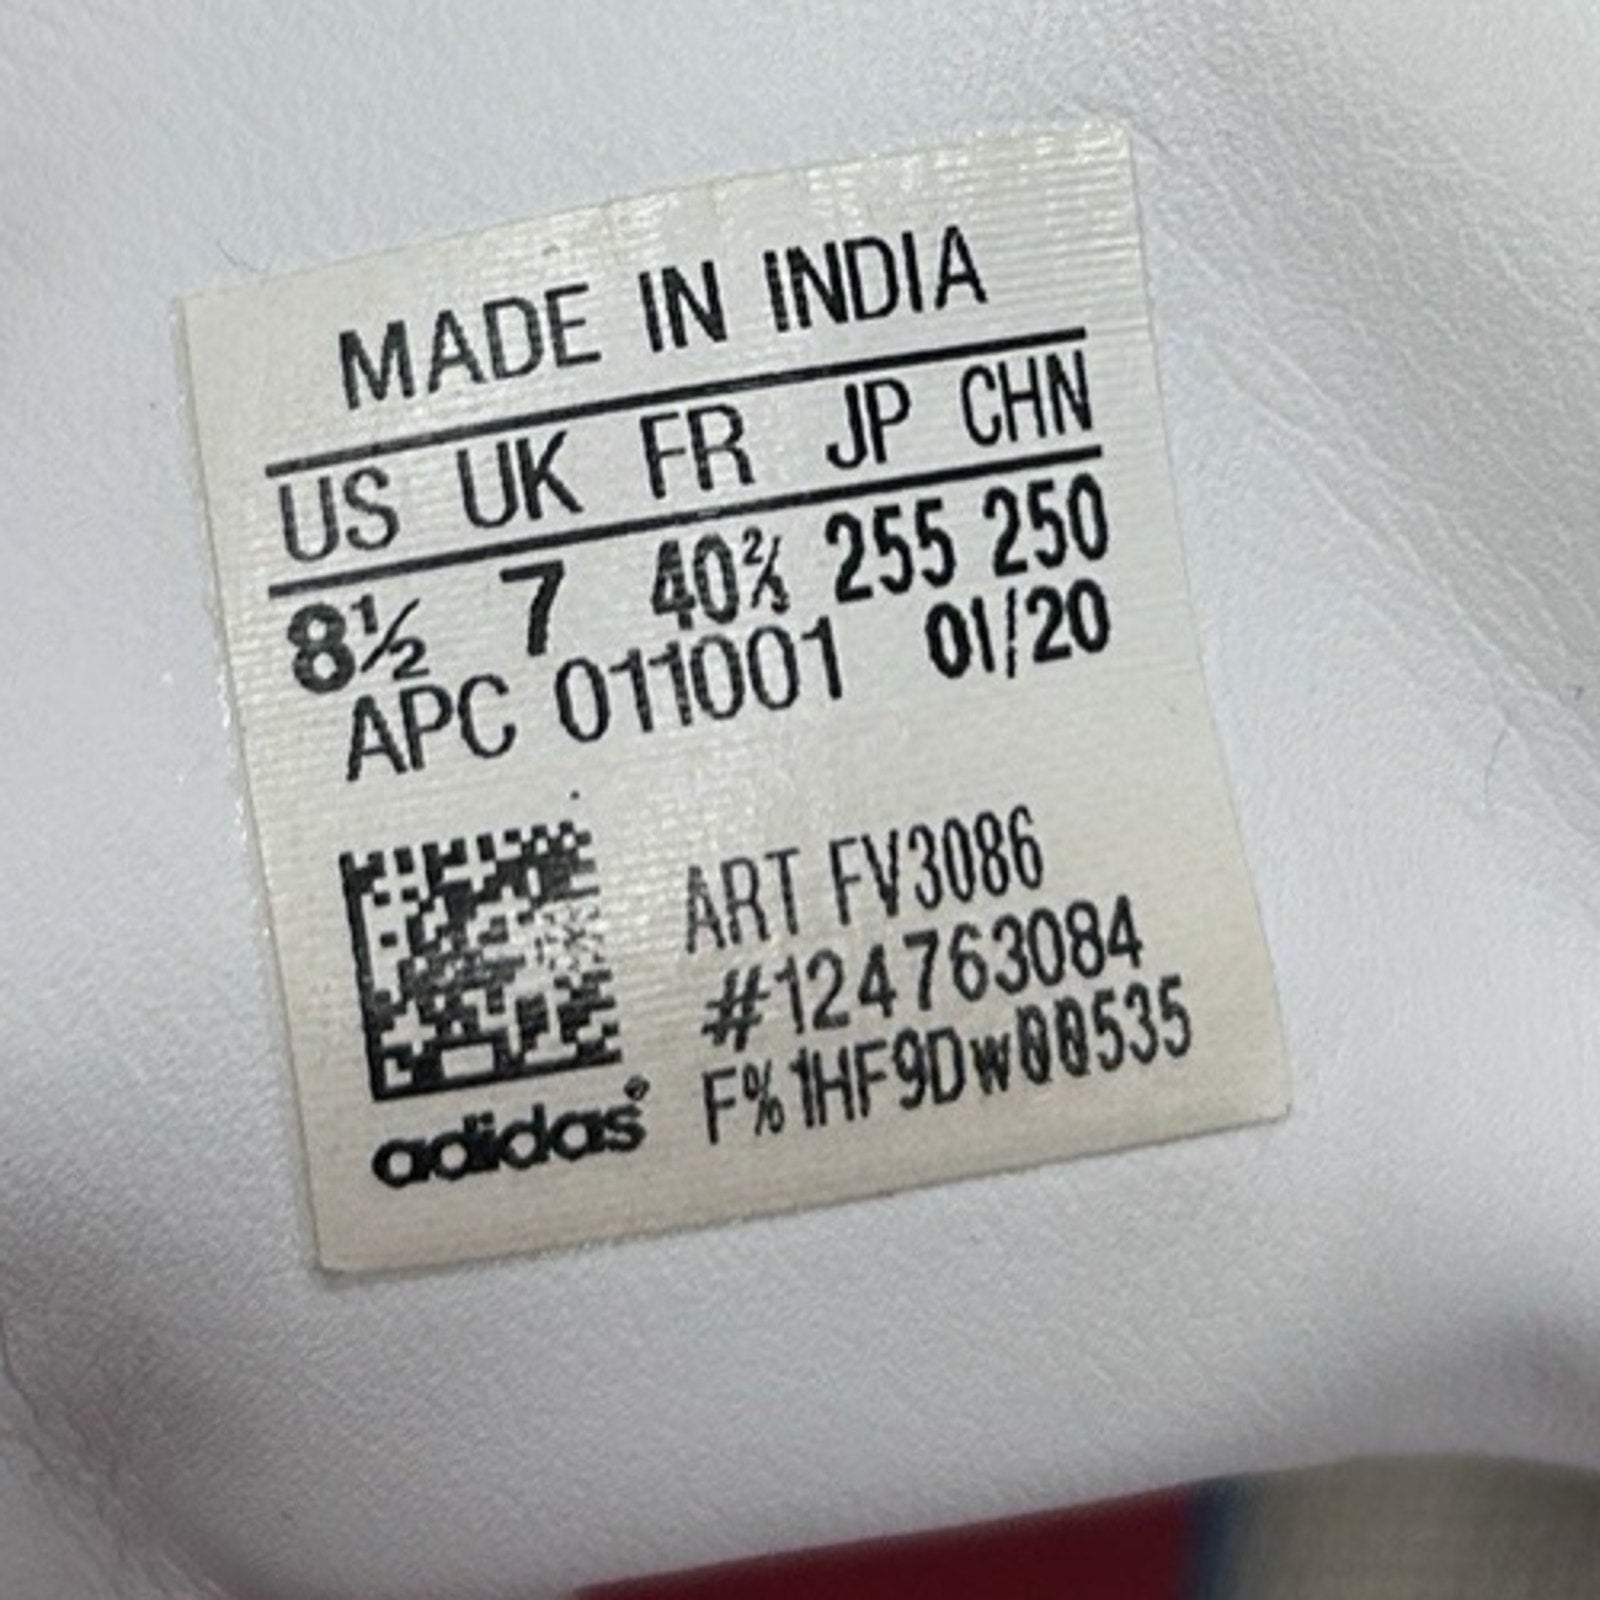 MADE IN INDIA
US UK FR JP CHN
8½ 7 40⅔ 255 250
APC 011001 01/20
ART FV3086
#124763084
F%1HF9Dw00535
adidas®